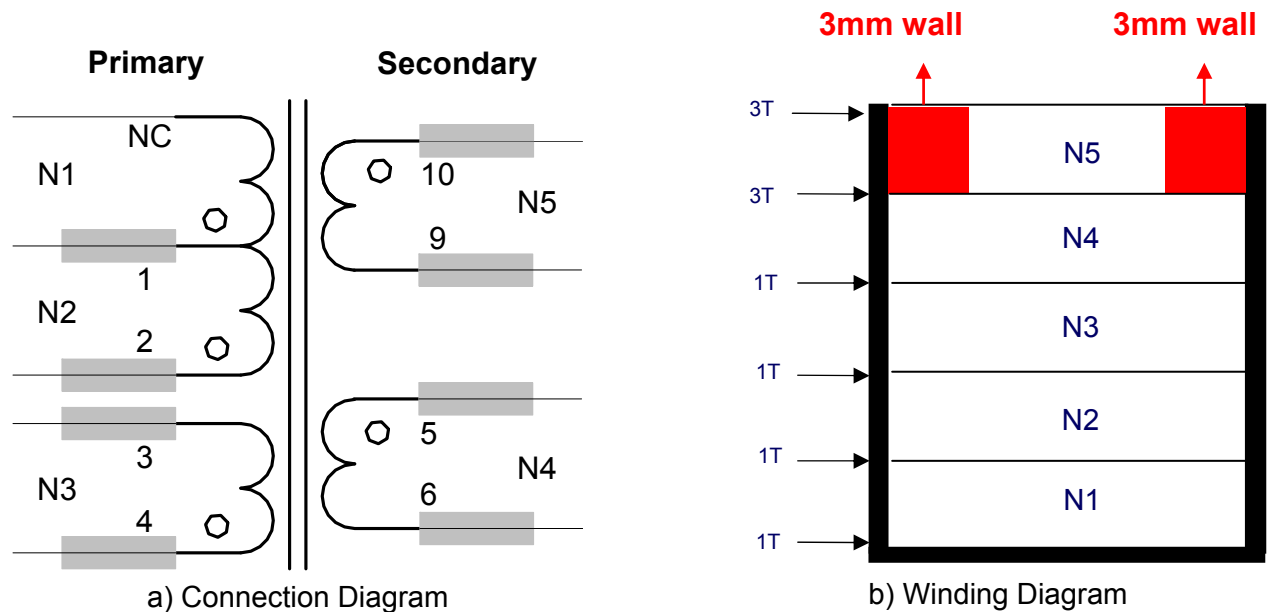 Primary
Secondary
NC
N1
1
N2
2
3
N3
4
10
N5
9
5
N4
6
a) Connection Diagram
3mm wall
3mm wall
3T
N5
3T
N4
1T
N3
1T
N2
1T
N1
1T
b) Winding Diagram